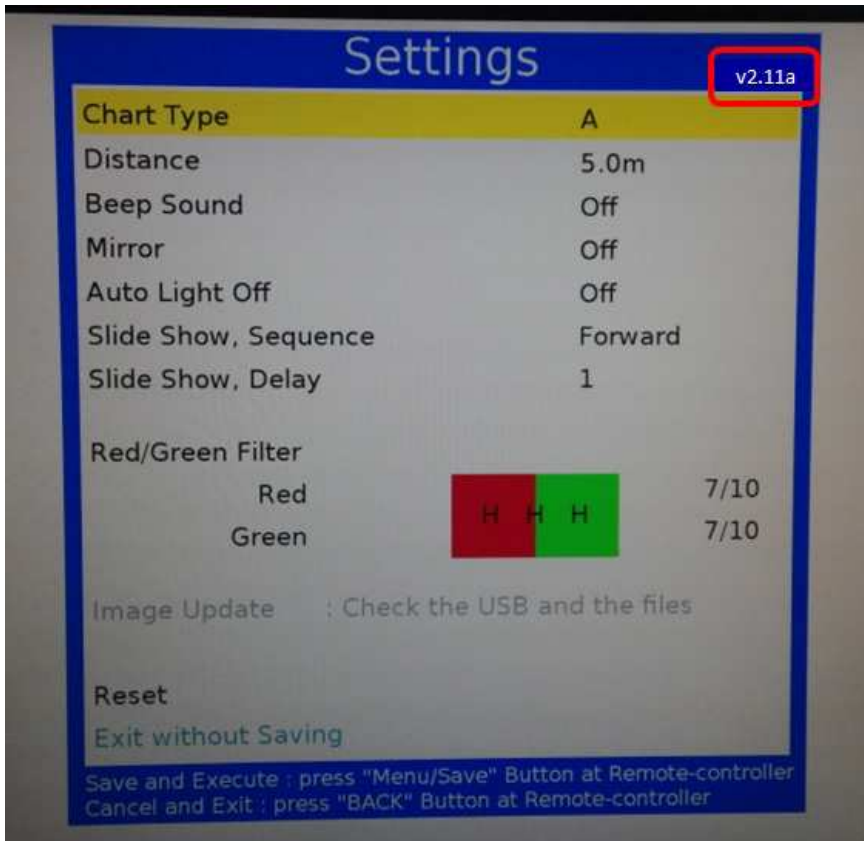 Settings
v2.11a
Chart Type A
Distance 5.0m
Beep Sound Off
Mirror Off
Auto Light Off Off
Slide Show, Sequence Forward
Slide Show, Delay 1
Red/Green Filter
Red 7/10
H H H
Green 7/10
Image Update : Check the USB and the files
Reset
Exit without Saving
Save and Execute : press "Menu/Save" Button at Remote-controller
Cancel and Exit : press "BACK" Button at Remote-controller